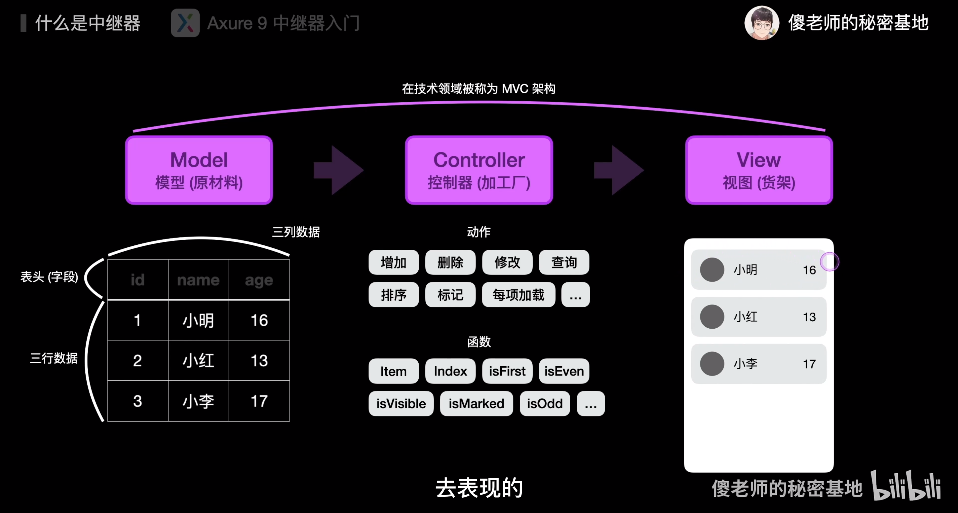 什么是中继器
Axure 9 中继器入门
傻老师的秘密基地
在技术领域被称为 MVC 架构
Model
模型 (原材料)
Controller
控制器 (加工厂)
View
视图 (货架)
三列数据
表头 (字段)
id name age
三行数据
1 小明 16
2 小红 13
3 小李 17
动作
增加 删除 修改 查询
排序 标记 每项加载 ...
函数
Item Index isFirst isEven
isVisible isMarked isOdd ...
小明 16
小红 13
小李 17
去表现的
傻老师的秘密基地 bilibili